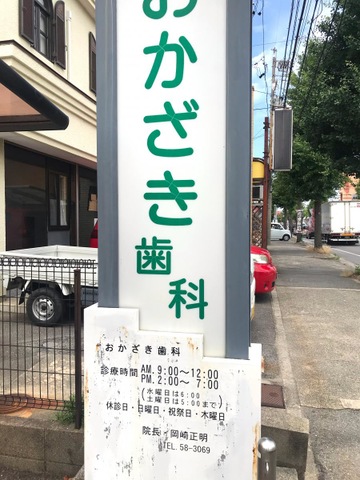 おかざき歯科
おかざき歯科
診療時間 AM. 9:00〜12:00
PM. 2:00〜 7:00
(水曜日は6:00
土曜日は5:00まで)
休診日・日曜日・祝祭日・木曜日
院長 岡崎正明
TEL. 58-3069